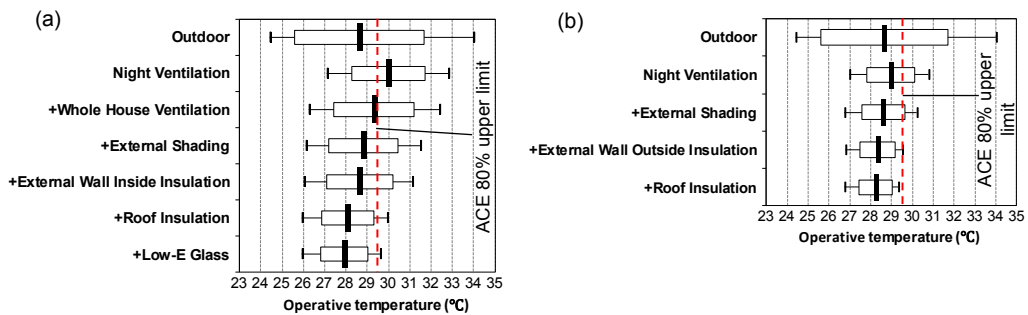 (a)
Outdoor
Night Ventilation
+Whole House Ventilation
+External Shading
+External Wall Inside Insulation
+Roof Insulation
+Low-E Glass
ACE 80% upper limit
23 24 25 26 27 28 29 30 31 32 33 34 35
Operative temperature (℃)
(b)
Outdoor
Night Ventilation
+External Shading
+External Wall Outside Insulation
+Roof Insulation
ACE 80% upper
limit
23 24 25 26 27 28 29 30 31 32 33 34 35
Operative temperature (℃)